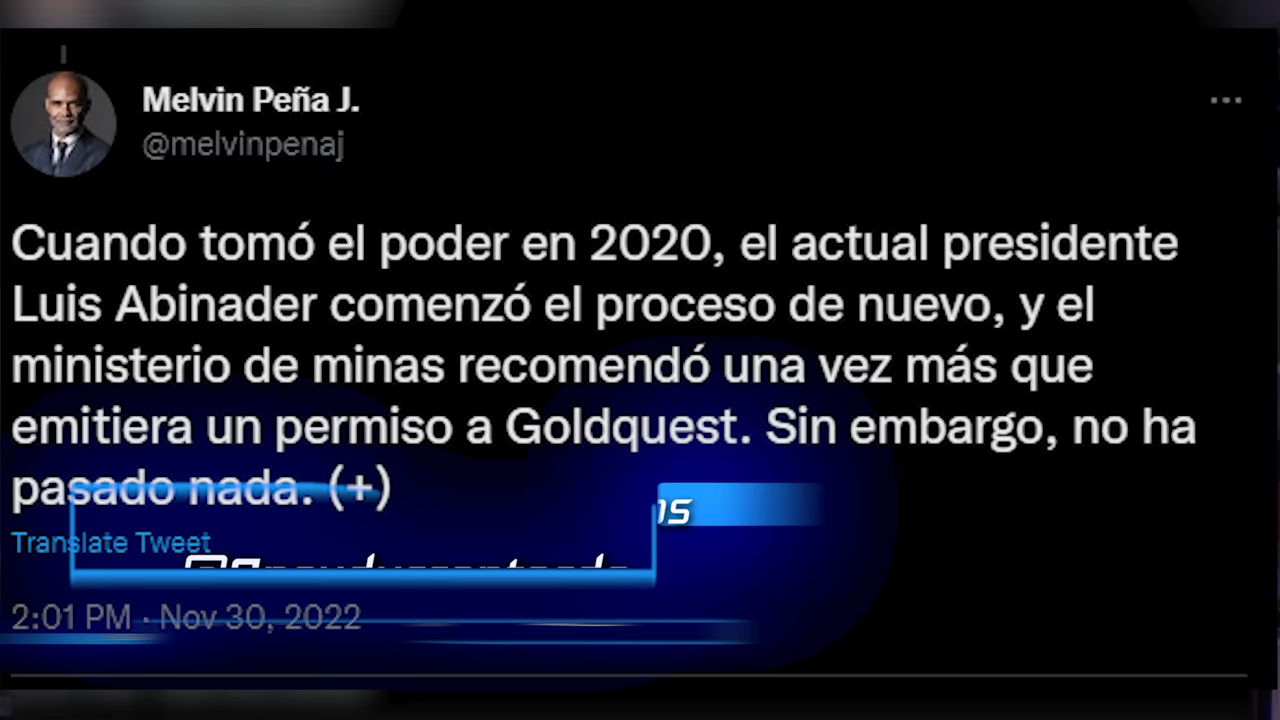 Melvin Peña J.
@melvinpenaj
Cuando tomó el poder en 2020, el actual presidente
Luis Abinader comenzó el proceso de nuevo, y el
ministerio de minas recomendó una vez más que
emitiera un permiso a Goldquest. Sin embargo, no ha
pasado nada. (+)
Translate Tweet
2:01 PM · Nov 30, 2022